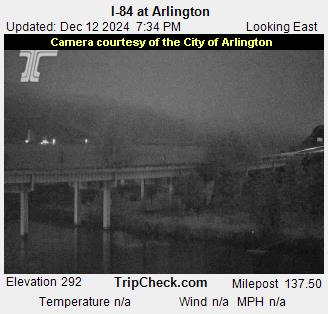 I-84 at Arlington
Updated: Dec 12 2024 7:34 PM Looking East
Camera courtesy of the City of Arlington
Elevation 292 TripCheck.com Milepost 137.50
Temperature n/a Wind n/a MPH n/a